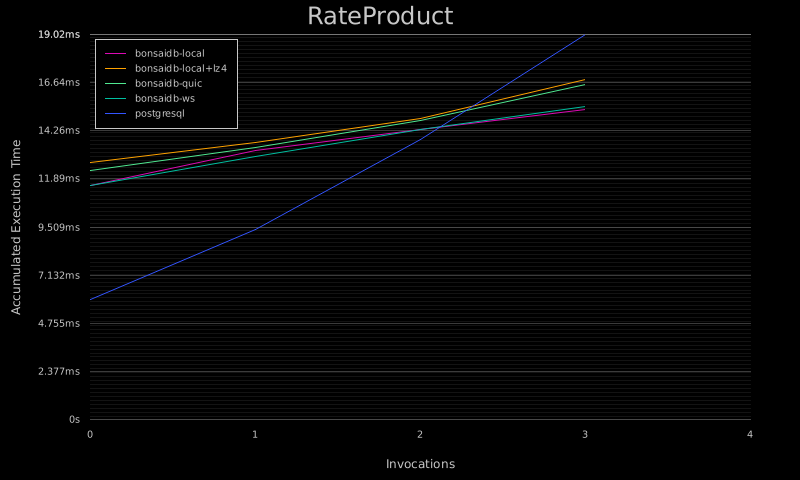 RateProduct
19.02ms
16.64ms
14.26ms
11.89ms
9.509ms
7.132ms
4.755ms
2.377ms
0s
bonsaidb-local
bonsaidb-local+lz4
bonsaidb-quic
bonsaidb-ws
postgresql
Accumulated Execution Time
0 1 2 3 4
Invocations